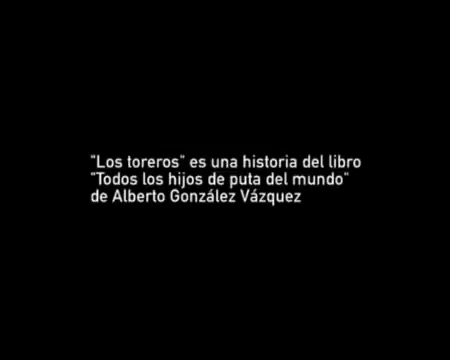 "Los toreros" es una historia del libro
"Todos los hijos de puta del mundo"
de Alberto González Vázquez